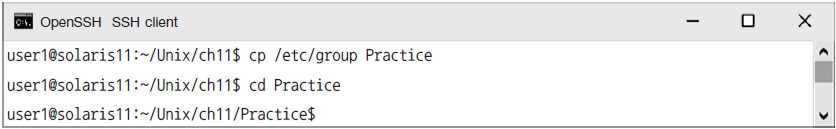 OpenSSH SSH client
user1@solaris11:~/Unix/ch11$ cp /etc/group Practice
user1@solaris11:~/Unix/ch11$ cd Practice
user1@solaris11:~/Unix/ch11/Practice$